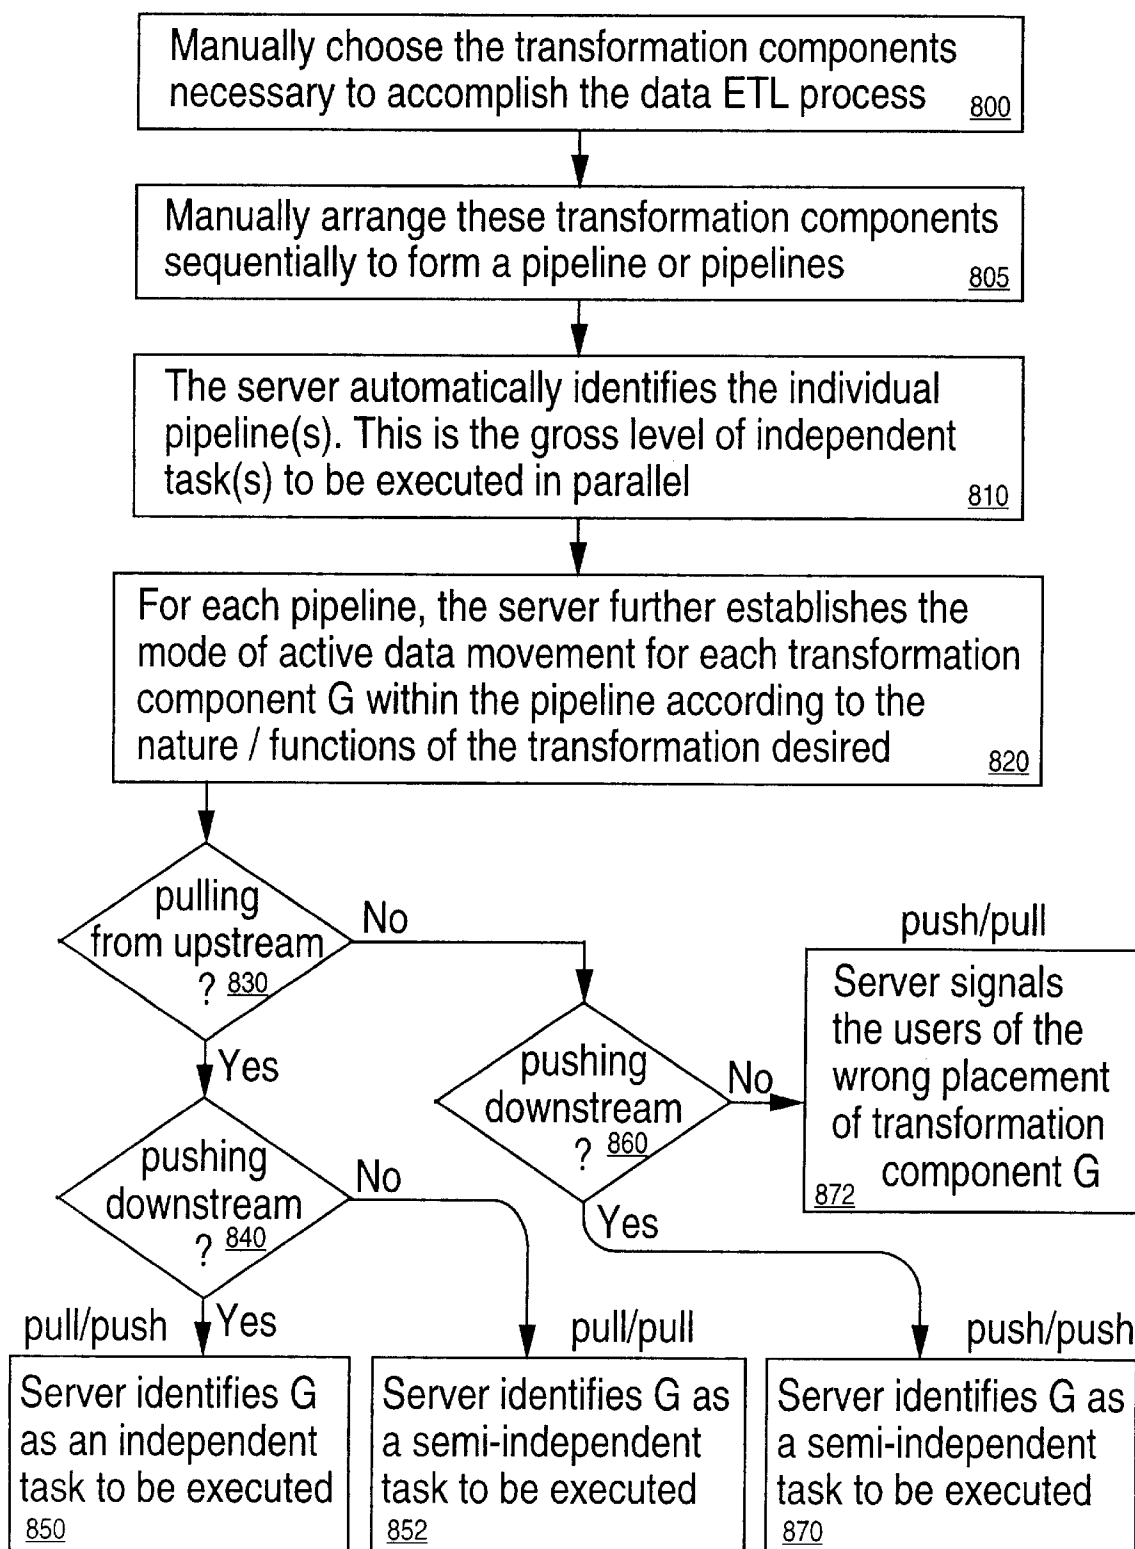 Manually choose the transformation components
necessary to accomplish the data ETL process
800
Manually arrange these transformation components
sequentially to form a pipeline or pipelines
805
The server automatically identifies the individual
pipeline(s). This is the gross level of independent
task(s) to be executed in parallel
810
For each pipeline, the server further establishes the
mode of active data movement for each transformation
component G within the pipeline according to the
nature / functions of the transformation desired
820
pulling
from upstream
? 830
No
Yes
pushing
downstream
? 860
No
Yes
push/pull
Server signals
the users of the
wrong placement
of transformation
component G
872
pushing
downstream
? 840
No
Yes
pull/push
Server identifies G
as an independent
task to be executed
850
pull/pull
Server identifies G as
a semi-independent
task to be executed
852
push/push
Server identifies G as
a semi-independent
task to be executed
870